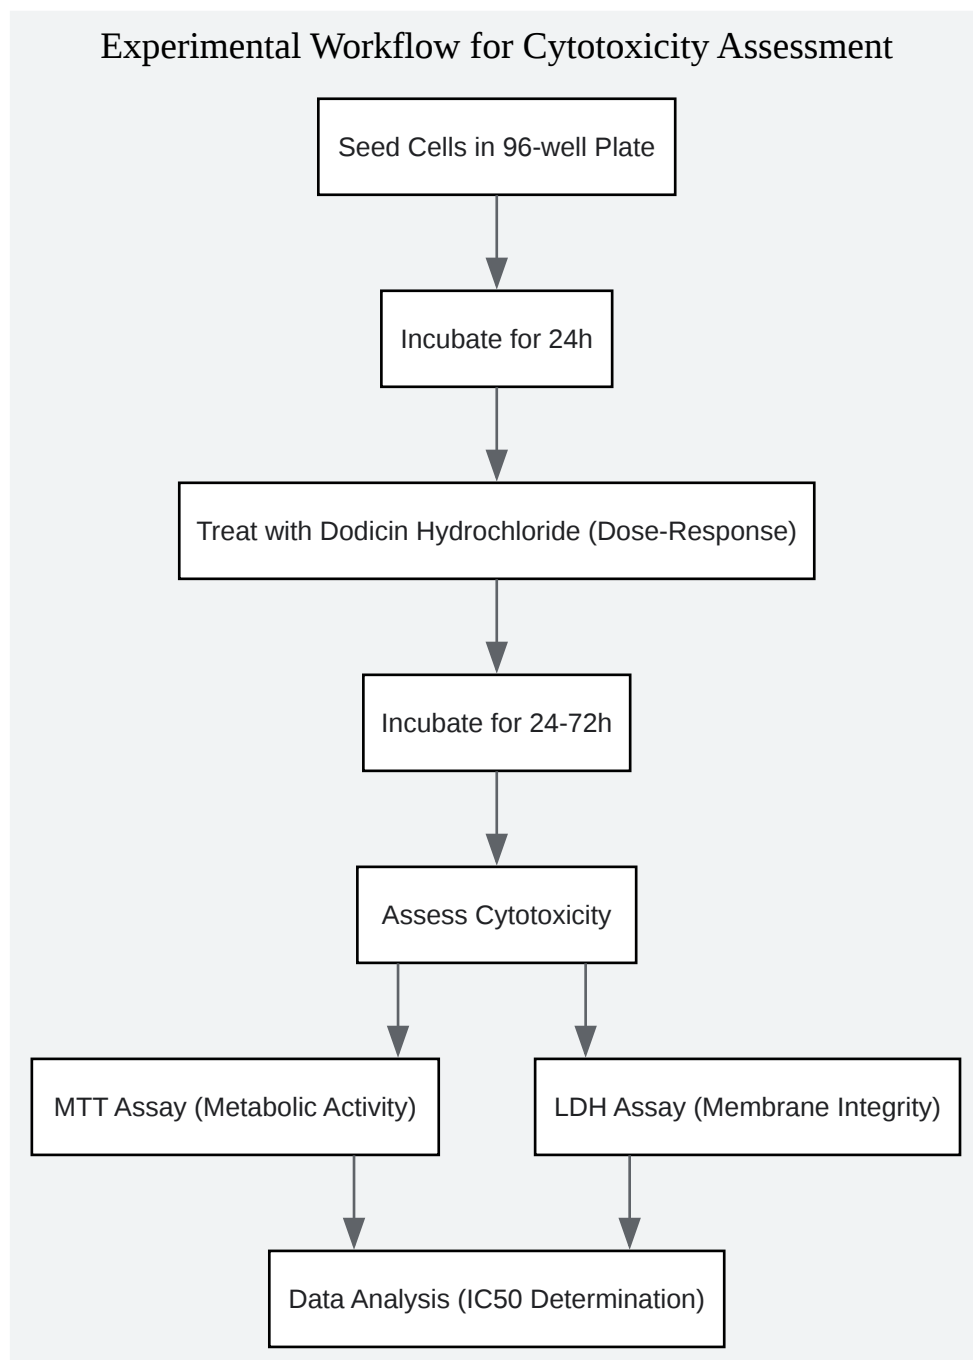 Experimental Workflow for Cytotoxicity Assessment
Seed Cells in 96-well Plate
Incubate for 24h
Treat with Dodicin Hydrochloride (Dose-Response)
Incubate for 24-72h
Assess Cytotoxicity
MTT Assay (Metabolic Activity)
LDH Assay (Membrane Integrity)
Data Analysis (IC50 Determination)